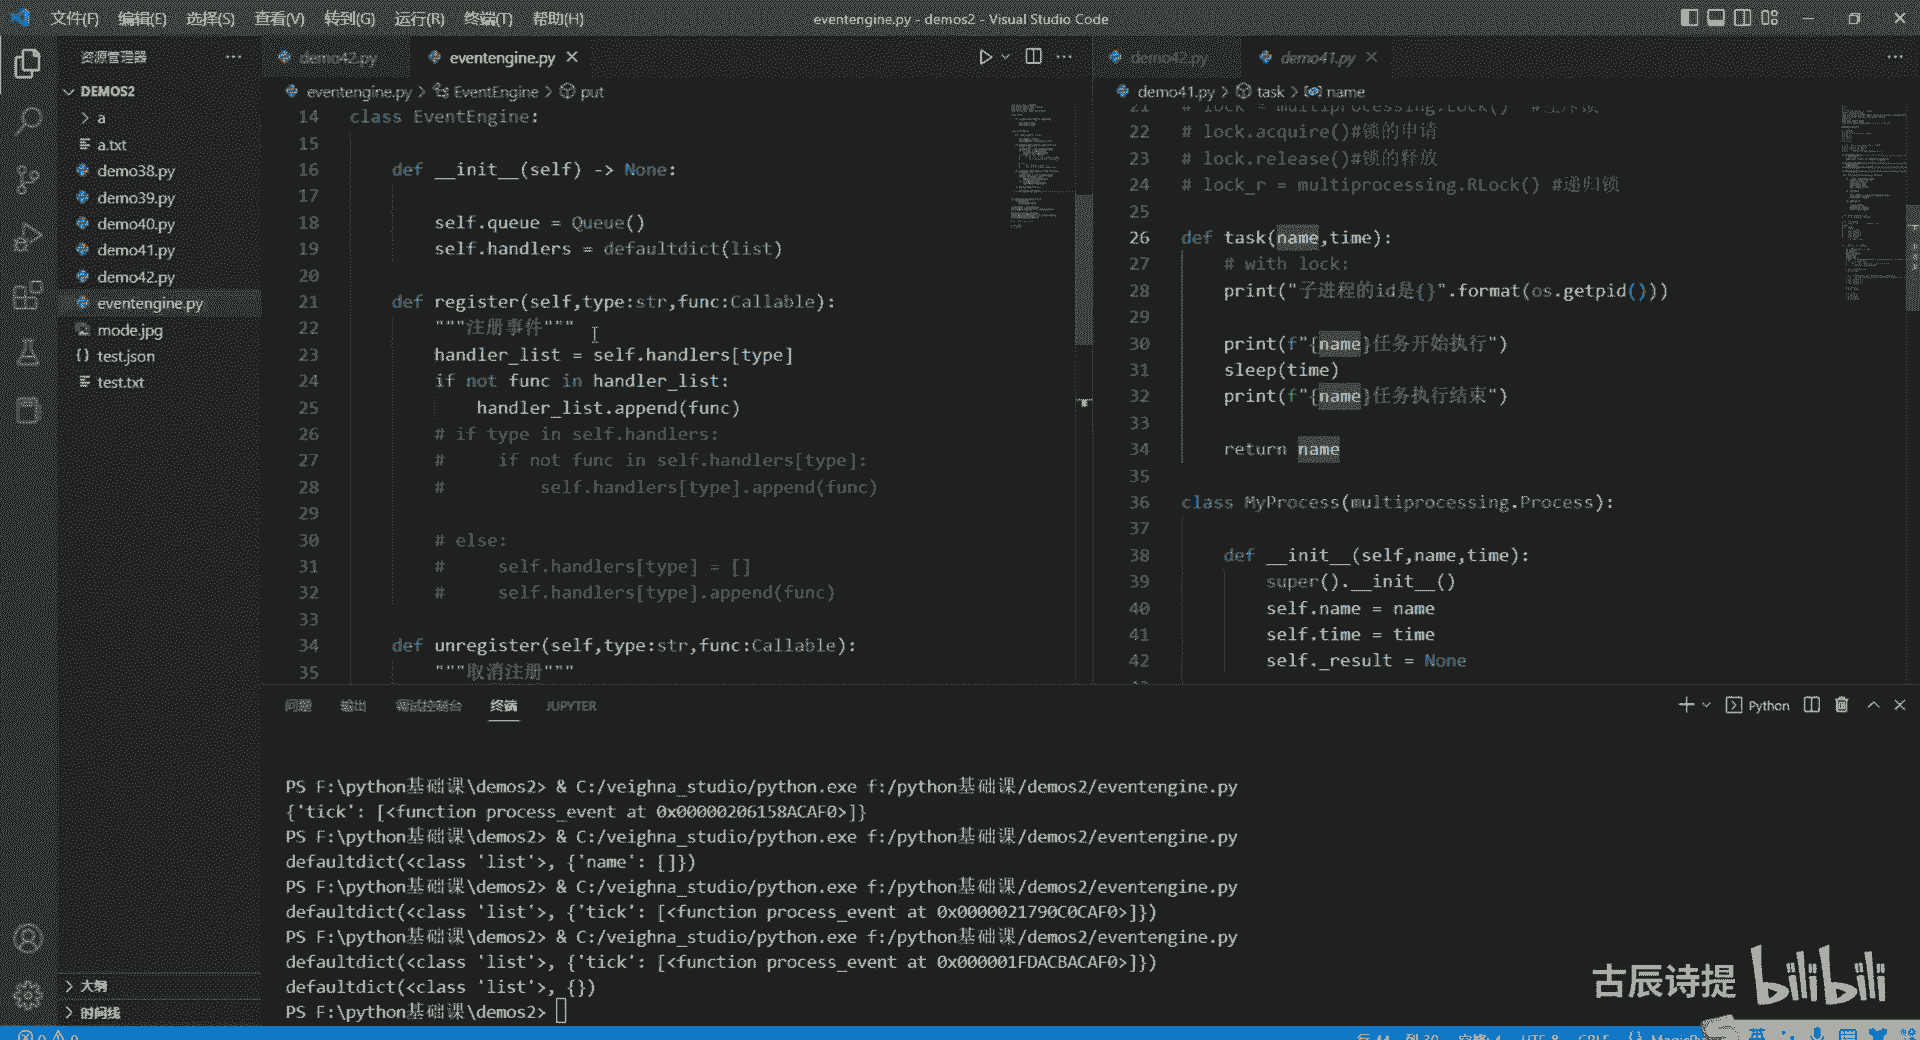 文件(F) 编辑(E) 选择(S) 查看(V) 转到(G) 运行(R) 终端(T) 帮助(H)
eventengine.py - demos2 - Visual Studio Code
资源管理器
DEMOS2
a
a.txt
demo38.py
demo39.py
demo40.py
demo41.py
demo42.py
eventengine.py
mode.jpg
test.json
test.txt
大纲
时间线
demo42.py eventengine.py
eventengine.py > EventEngine > put
14 class EventEngine:
15
16 def __init__(self) -> None:
17
18 self.queue = Queue()
19 self.handlers = defaultdict(list)
20
21 def register(self,type:str,func:Callable):
22 """注册事件"""
23 handler_list = self.handlers[type]
24 if not func in handler_list:
25 handler_list.append(func)
26 # if type in self.handlers:
27 # if not func in self.handlers[type]:
28 # self.handlers[type].append(func)
29
30 # else:
31 # self.handlers[type] = []
32 # self.handlers[type].append(func)
33
34 def unregister(self,type:str,func:Callable):
35 """取消注册"""
demo42.py demo41.py
demo41.py > task > name
21 # lock = multiprocessing.Lock()
22 # lock.acquire()#锁的申请
23 # lock.release()#锁的释放
24 # lock_r = multiprocessing.RLock() #递归锁
25
26 def task(name,time):
27 # with lock:
28 print("子进程的id是{}".format(os.getpid()))
29
30 print(f"{name}任务开始执行")
31 sleep(time)
32 print(f"{name}任务执行结束")
33
34 return name
35
36 class MyProcess(multiprocessing.Process):
37
38 def __init__(self,name,time):
39 super().__init__()
40 self.name = name
41 self.time = time
42 self._result = None
问题 输出 调试控制台 终端 JUPYTER
Python
PS F:\python基础课\demos2> & C:/veighna_studio/python.exe f:/python基础课/demos2/eventengine.py
{'tick': [<function process_event at 0x00000206158ACAF0>]}
PS F:\python基础课\demos2> & C:/veighna_studio/python.exe f:/python基础课/demos2/eventengine.py
defaultdict(<class 'list'>, {'name': []})
PS F:\python基础课\demos2> & C:/veighna_studio/python.exe f:/python基础课/demos2/eventengine.py
defaultdict(<class 'list'>, {'tick': [<function process_event at 0x0000021790C0CAF0>]})
PS F:\python基础课\demos2> & C:/veighna_studio/python.exe f:/python基础课/demos2/eventengine.py
defaultdict(<class 'list'>, {'tick': [<function process_event at 0x000001FDACBACAF0>]})
defaultdict(<class 'list'>, {})
PS F:\python基础课\demos2>
古辰诗提 bilibili